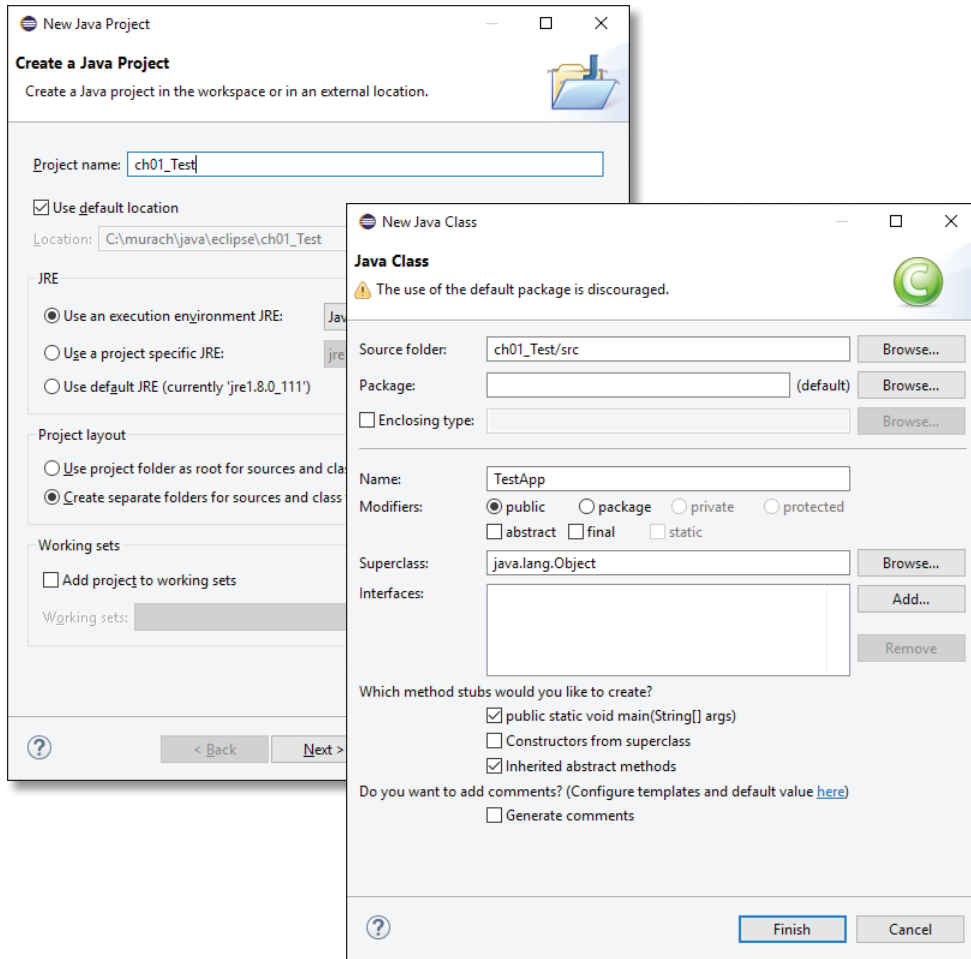 New Java Project
Create a Java Project
Create a Java project in the workspace or in an external location.
Project name: ch01_Test
Use default location
Location: C:\murach\java\eclipse\ch01_Test
JRE
Use an execution environment JRE:
Use a project specific JRE: jre
Use default JRE (currently 'jre1.8.0_111')
Project layout
Use project folder as root for sources and
Create separate folders for sources and class
Working sets
Add project to working sets
Working sets:
? < Back Next >
New Java Class
Java Class
The use of the default package is discouraged.
C
Source folder: ch01_Test/src Browse...
Package: (default) Browse...
Enclosing type: Browse...
Name: TestApp
Modifiers: public package private protected
abstract final static
Superclass: java.lang.Object Browse...
Interfaces: Add...
Remove
Which method stubs would you like to create?
public static void main(String[] args)
Constructors from superclass
Inherited abstract methods
Do you want to add comments? (Configure templates and default value here)
Generate comments
? Finish Cancel